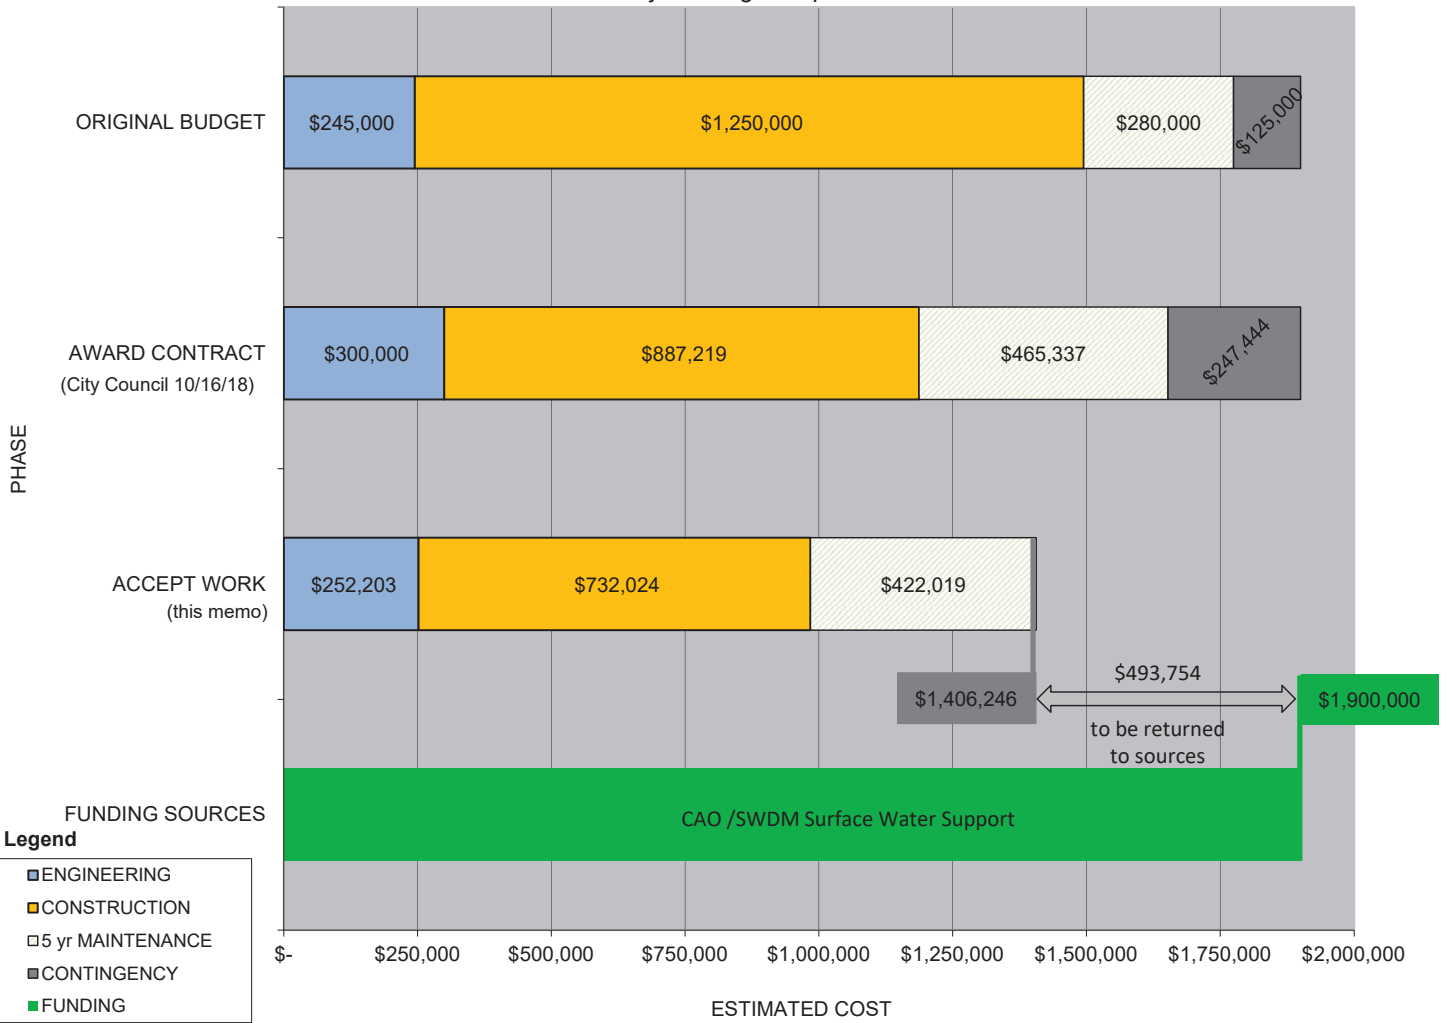 ORIGINAL BUDGET
$245,000
$1,250,000
$280,000
$125,000
AWARD CONTRACT
(City Council 10/16/18)
$300,000
$887,219
$465,337
$247,444
PHASE
ACCEPT WORK
(this memo)
$252,203
$732,024
$422,019
$1,406,246
$493,754
to be returned
to sources
$1,900,000
FUNDING SOURCES
CAO /SWDM Surface Water Support
Legend
ENGINEERING
CONSTRUCTION
5 yr MAINTENANCE
CONTINGENCY
FUNDING
$-
$250,000
$500,000
$750,000
$1,000,000
$1,250,000
$1,500,000
$1,750,000
$2,000,000
ESTIMATED COST